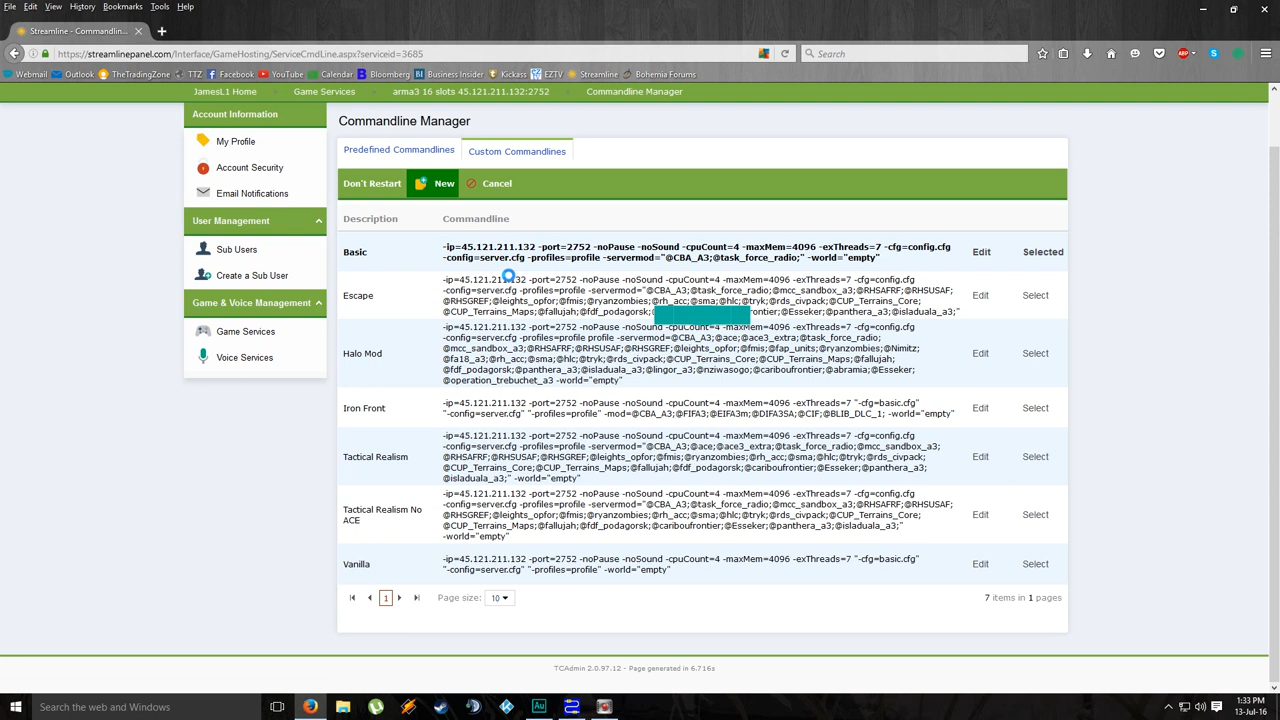 File Edit View History Bookmarks Tools Help
Streamline - Commandlin...
https://streamlinepanel.com/Interface/GameHosting/ServiceCmdLine.aspx?serviceid=3685
Search
Webmail Outlook TheTradingZone TTZ Facebook YouTube Calendar Bloomberg Business Insider Kickass EZTV Streamline Bohemia Forums
JamesL1 Home Game Services arma3 16 slots 45.121.211.132:2752 Commandline Manager
Account Information
My Profile
Account Security
Email Notifications
User Management
Sub Users
Create a Sub User
Game & Voice Management
Game Services
Voice Services
Commandline Manager
Predefined Commandlines Custom Commandlines
Don't Restart New Cancel
Description Commandline
Basic
-ip=45.121.211.132 -port=2752 -noPause -noSound -cpuCount=4 -maxMem=4096 -exThreads=7 -cfg=config.cfg
-config=server.cfg -profiles=profile -servermod="@CBA_A3;@task_force_radio;" -world="empty"
Edit Selected
Escape
-ip=45.121.211.132 -port=2752 -noPause -noSound -cpuCount=4 -maxMem=4096 -exThreads=7 -cfg=config.cfg
-config=server.cfg -profiles=profile -servermod="@CBA_A3;@task_force_radio;@mcc_sandbox_a3;@RHSAFRF;@RHSUSAF;
@RHSGREF;@leights_opfor;@fmis;@ryanzombies;@rh_acc;@sma;@hlc;@tryk;@rds_civpack;@CUP_Terrains_Core;
@CUP_Terrains_Maps;@fallujah;@fdf_podagorsk; rontier;@Esseker;@panthera_a3;@isladuala_a3;"
Edit Select
Halo Mod
-ip=45.121.211.132 -port=2752 -noPause -noSound -cpuCount=4 -maxMem=4096 -exThreads=7 -cfg=config.cfg
-config=server.cfg -profiles=profile profile -servermod="@CBA_A3;@ace;@ace3_extra;@task_force_radio;
@mcc_sandbox_a3;@RHSAFRF;@RHSUSAF;@RHSGREF;@leights_opfor;@fmis;@fap_units;@ryanzombies;@Nimitz;
@fa18_a3;@rh_acc;@sma;@hlc;@tryk;@rds_civpack;@CUP_Terrains_Core;@CUP_Terrains_Maps;@fallujah;
@fdf_podagorsk;@panthera_a3;@isladuala_a3;@lingor_a3;@nziwasogo;@cariboufrontier;@abramia;@Esseker;
@operation_trebuchet_a3 -world="empty"
Edit Select
Iron Front
-ip=45.121.211.132 -port=2752 -noPause -noSound -cpuCount=4 -maxMem=4096 -exThreads=7 "-cfg=basic.cfg"
"-config=server.cfg" "-profiles=profile" -mod=@CBA_A3;@FIFA3;@EIFA3m;@DIFA3SA;@CIF;@BLIB_DLC_1; -world="empty"
Edit Select
Tactical Realism
-ip=45.121.211.132 -port=2752 -noPause -noSound -cpuCount=4 -maxMem=4096 -exThreads=7 -cfg=config.cfg
-config=server.cfg -profiles=profile -servermod="@CBA_A3;@ace;@ace3_extra;@task_force_radio;@mcc_sandbox_a3;
@RHSAFRF;@RHSUSAF;@RHSGREF;@leights_opfor;@fmis;@ryanzombies;@rh_acc;@sma;@hlc;@tryk;@rds_civpack;
@CUP_Terrains_Core;@CUP_Terrains_Maps;@fallujah;@fdf_podagorsk;@cariboufrontier;@Esseker;@panthera_a3;
@isladuala_a3;" -world="empty"
Edit Select
Tactical Realism No
ACE
-ip=45.121.211.132 -port=2752 -noPause -noSound -cpuCount=4 -maxMem=4096 -exThreads=7 -cfg=config.cfg
-config=server.cfg -profiles=profile -servermod="@CBA_A3;@task_force_radio;@mcc_sandbox_a3;@RHSAFRF;@RHSUSAF;
@RHSGREF;@leights_opfor;@fmis;@ryanzombies;@rh_acc;@sma;@hlc;@tryk;@rds_civpack;@CUP_Terrains_Core;
@CUP_Terrains_Maps;@fallujah;@fdf_podagorsk;@cariboufrontier;@Esseker;@panthera_a3;@isladuala_a3;"
-world="empty"
Edit Select
Vanilla
-ip=45.121.211.132 -port=2752 -noPause -noSound -cpuCount=4 -maxMem=4096 -exThreads=7 "-cfg=basic.cfg"
"-config=server.cfg" "-profiles=profile" -world="empty"
Edit Select
1 Page size: 10 7 items in 1 pages
TCAdmin 2.0.97.12 - Page generated in 6.716s
Search the web and Windows
1:33 PM
13-Jul-16